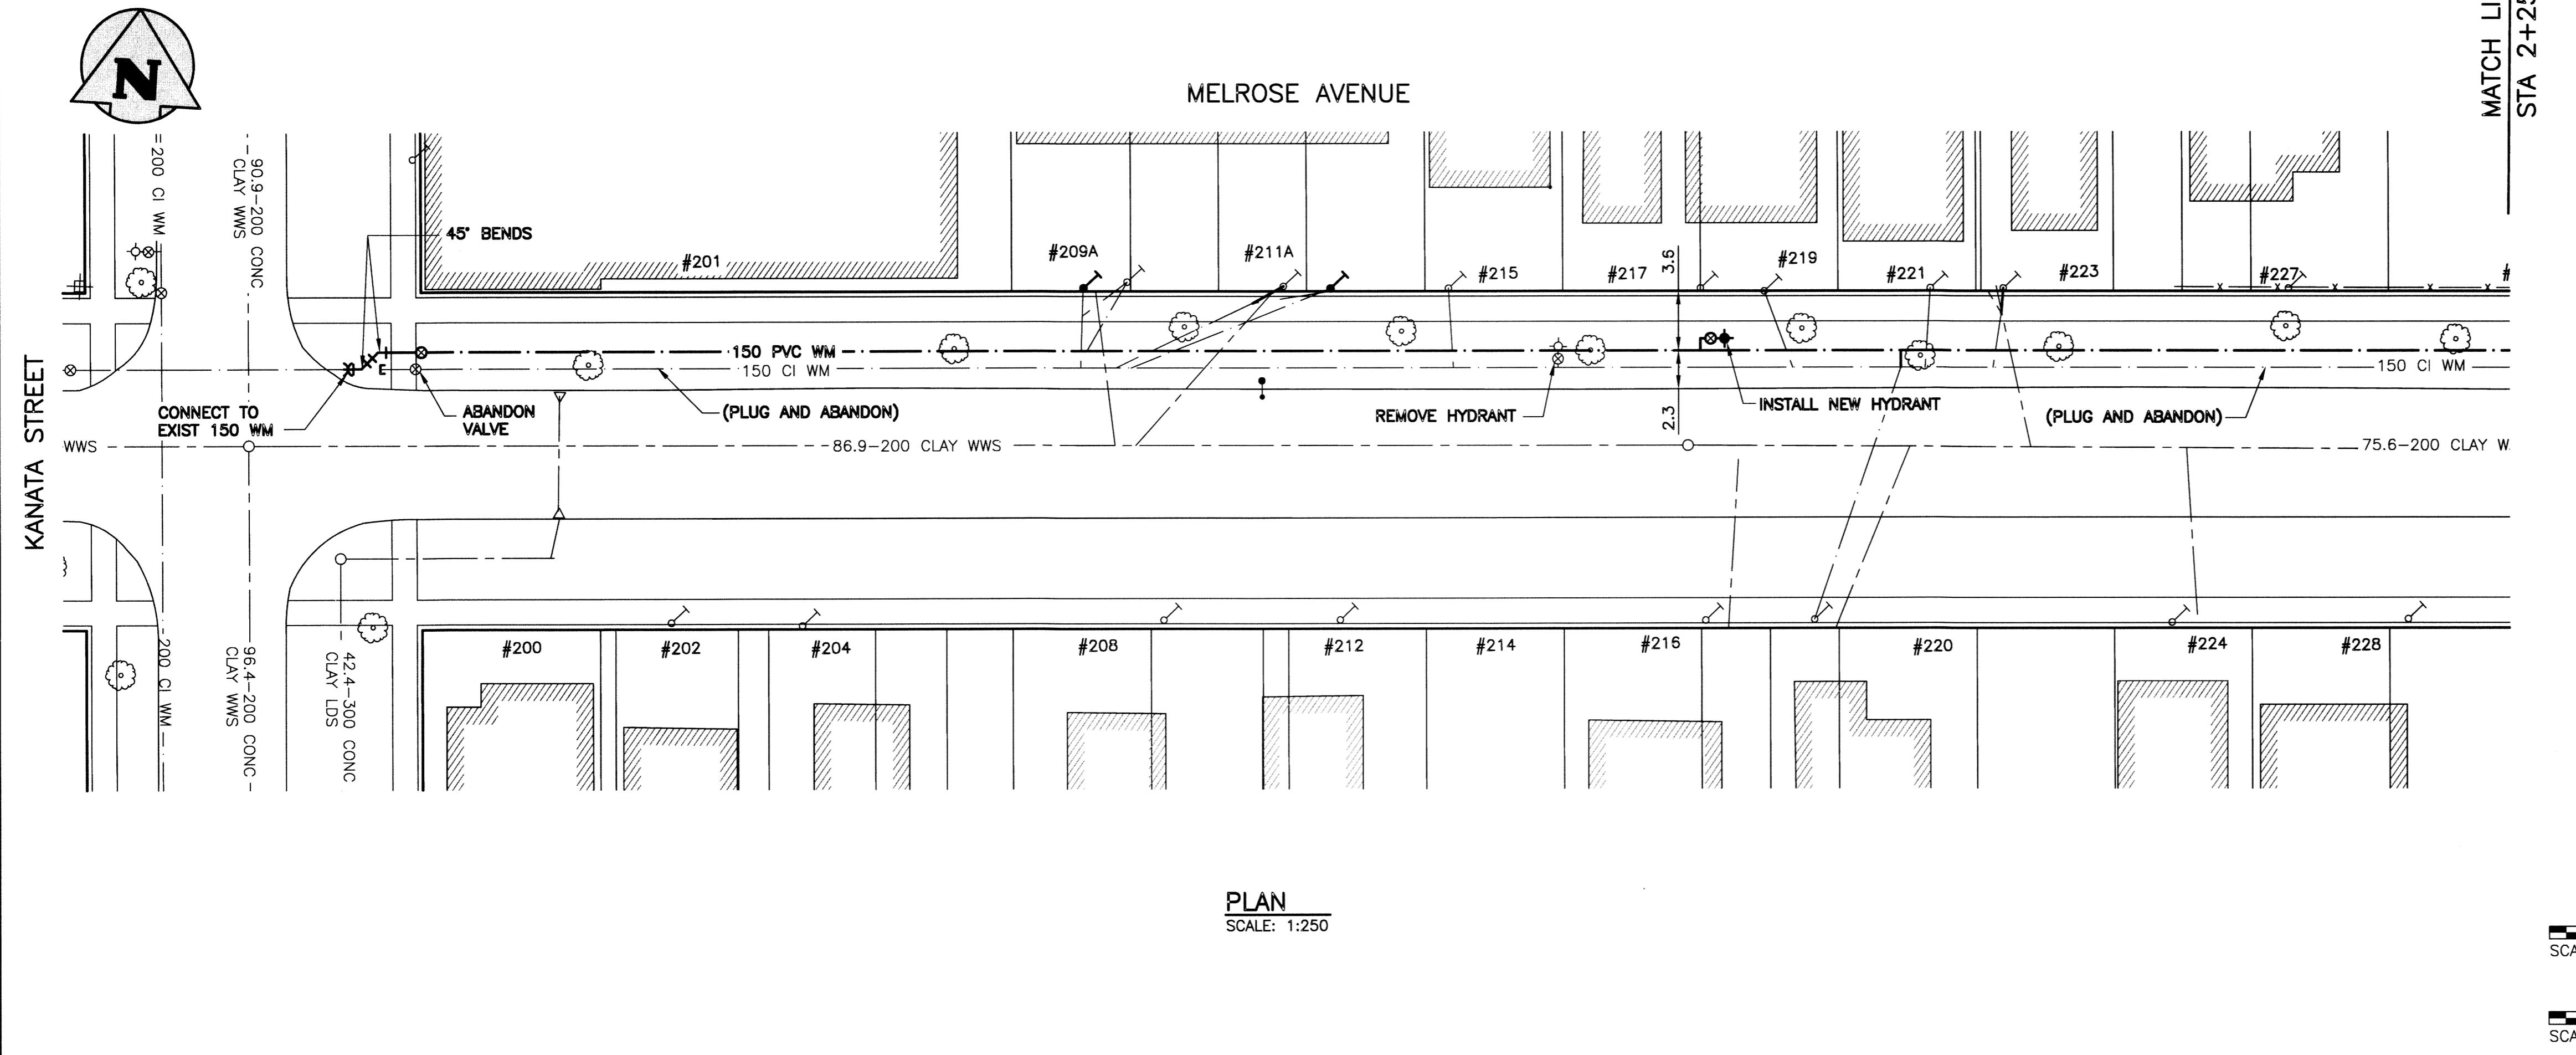 N
MELROSE AVENUE
STA 2+25
200 CI WM
90.9-200 CONC
CLAY WWS
45° BENDS
#201
#209A
#211A
#215
#217
3.6
#219
#221
#223
#227
#
150 PVC WM
150 CI WM
150 CI WM
E
KANATA STREET
CONNECT TO
EXIST 150 WM
ABANDON
VALVE
(PLUG AND ABANDON)
REMOVE HYDRANT
2.3
INSTALL NEW HYDRANT
(PLUG AND ABANDON)
WWS
86.9-200 CLAY WWS
75.6-200 CLAY
200 CI WM
96.4-200 CONC
CLAY WWS
42.4-300 CONC
CLAY LDS
#200
#202
#204
#208
#212
#214
#216
#220
#224
#228
PLAN
SCALE: 1:250
MATCH